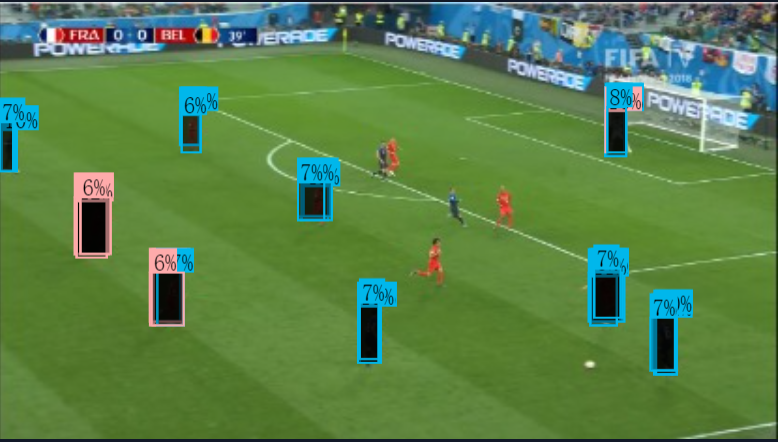 FRA 0 - 0 BEL 39'
POWERADE POWERADE POWERADE
POWERADE
FIFA TV
POWERADE
8%
7%
6%
7%
6%
6%
7%
7%
7%